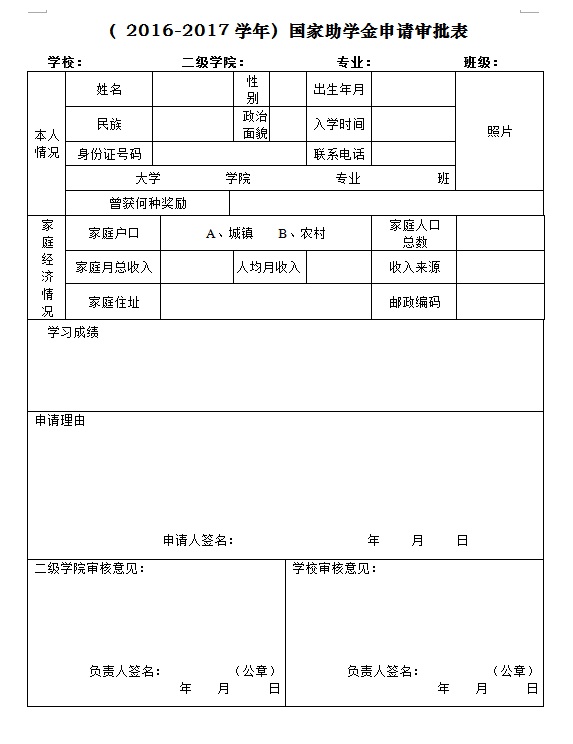 （ 2016-2017 学年）国家助学金申请审批表
学校： 二级学院： 专业： 班级：
本人情况
姓名 性别 出生年月 照片
民族 政治面貌 入学时间
身份证号码 联系电话
大学 学院 专业 班
曾获何种奖励
家庭经济情况
家庭户口 A、城镇 B、农村 家庭人口总数
家庭月总收入 人均月收入 收入来源
家庭住址 邮政编码
学习成绩
申请理由
申请人签名： 年 月 日
二级学院审核意见： 学校审核意见：
负责人签名： （公章） 负责人签名： （公章）
年 月 日 年 月 日